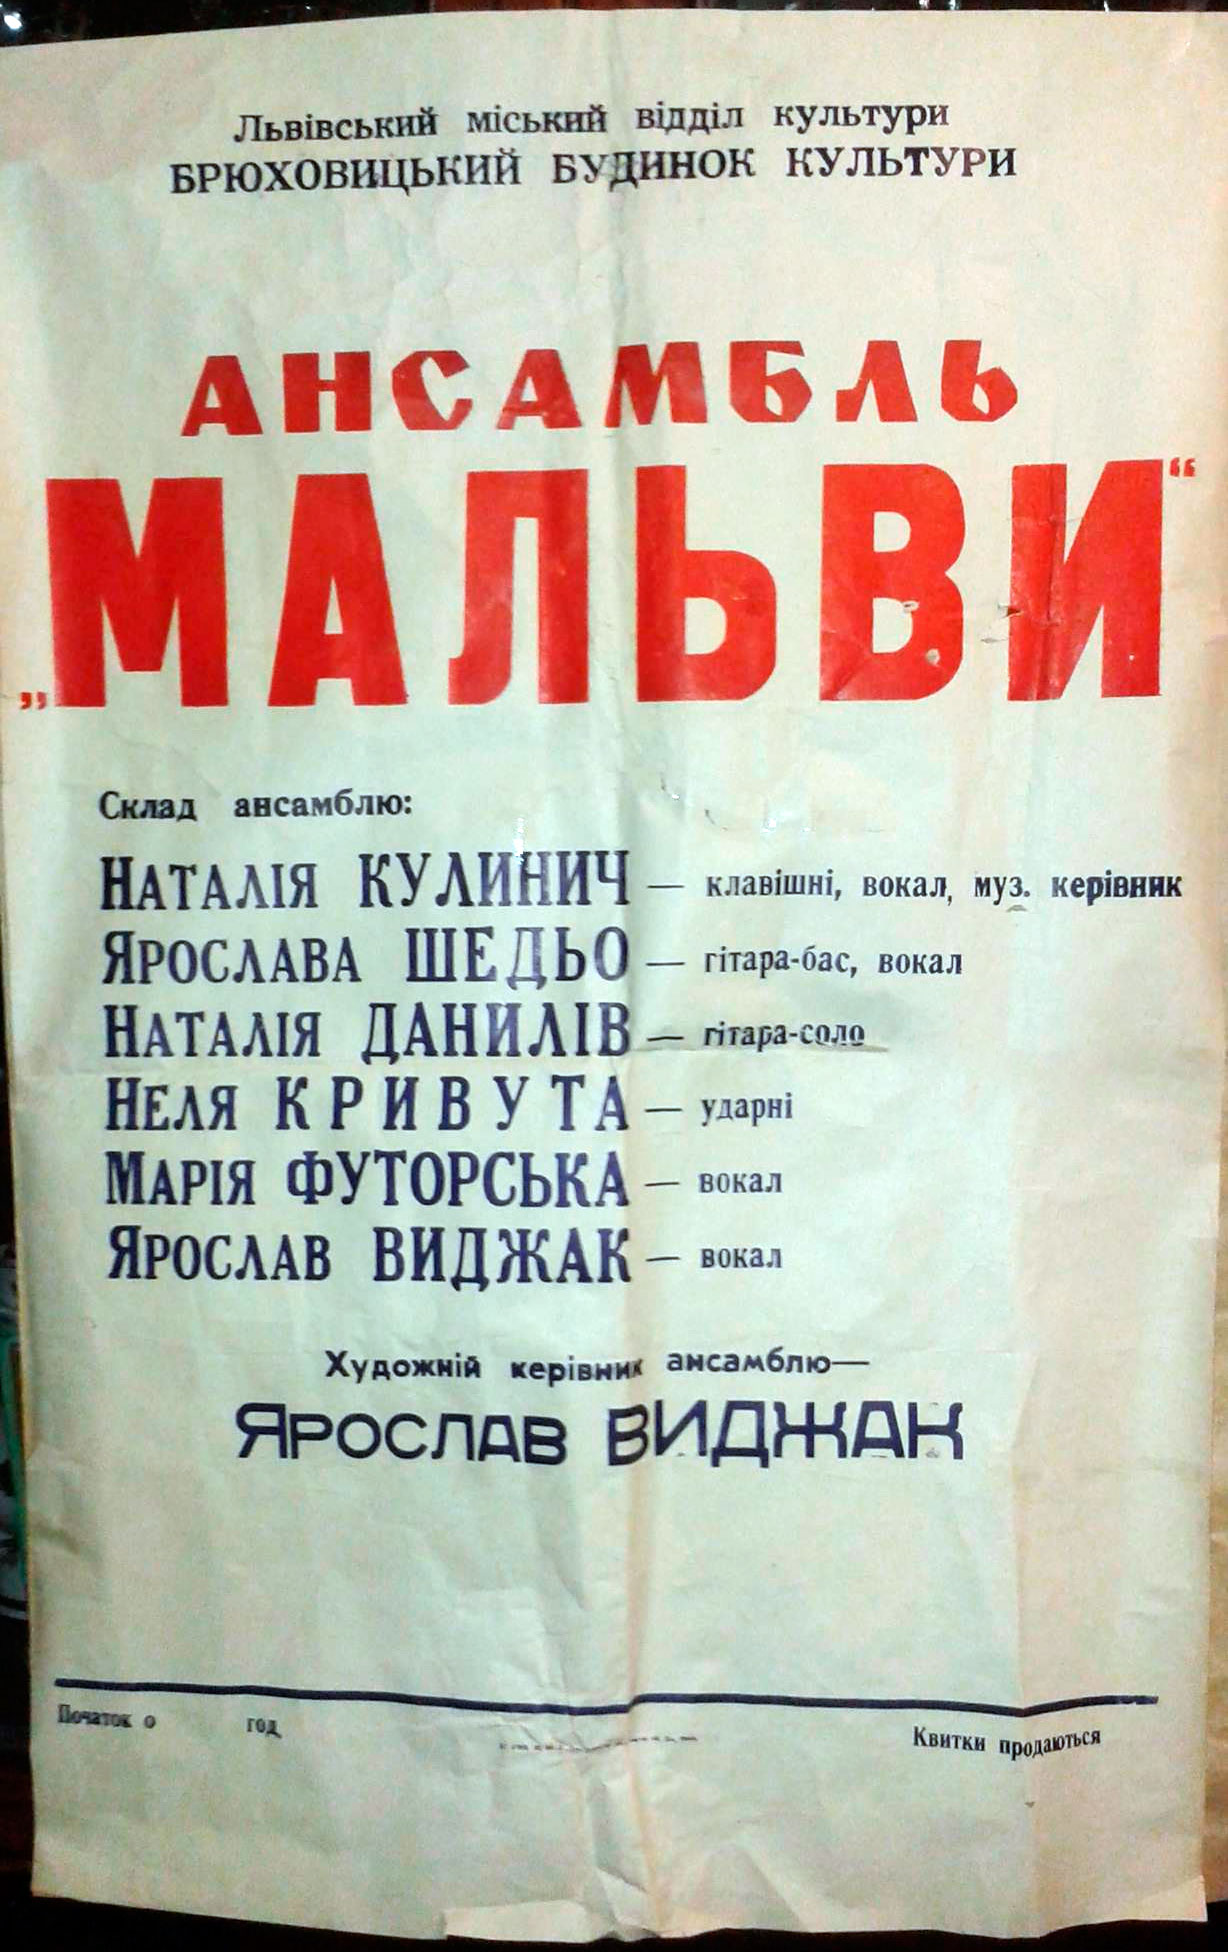 Львівський міський відділ культури
БРЮХОВИЦЬКИЙ БУДИНОК КУЛЬТУРИ
АНСАМБЛЬ
„МАЛЬВИ“
Склад ансамблю:
НАТАЛІЯ КУЛИНИЧ — клавішні, вокал, муз. керівник
ЯРОСЛАВА ШЕДЬО — гітара-бас, вокал
НАТАЛІЯ ДАНИЛІВ — гітара-соло
НЕЛЯ КРИВУТА — ударні
МАРІЯ ФУТОРСЬКА — вокал
ЯРОСЛАВ ВИДЖАК — вокал
Художній керівник ансамблю—
ЯРОСЛАВ ВИДЖАК
Початок о год.
Квитки продаються